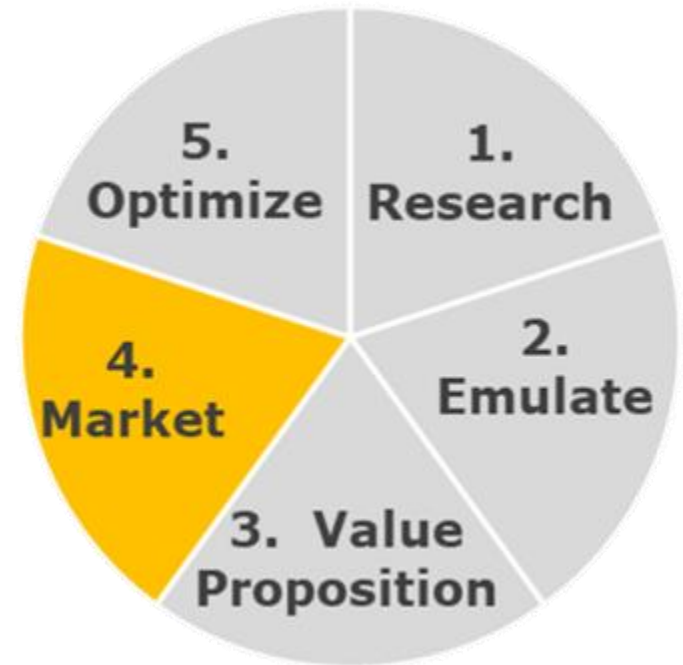 1.
Research
2.
Emulate
3. Value
Proposition
4.
Market
5.
Optimize